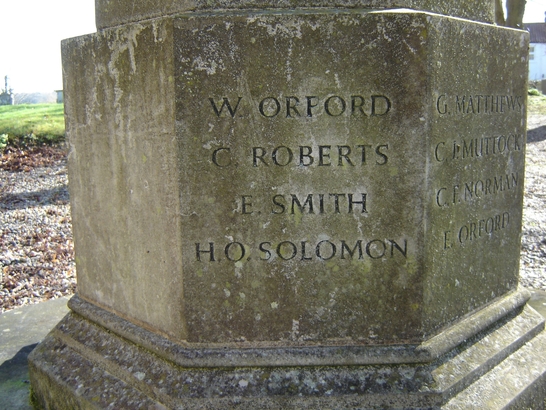 W. ORFORD
C. ROBERTS
E. SMITH
H.O. SOLOMON
G. MATTHEWS
C.P. MUTTOCK
C.F. NORMAN
E. ORFORD